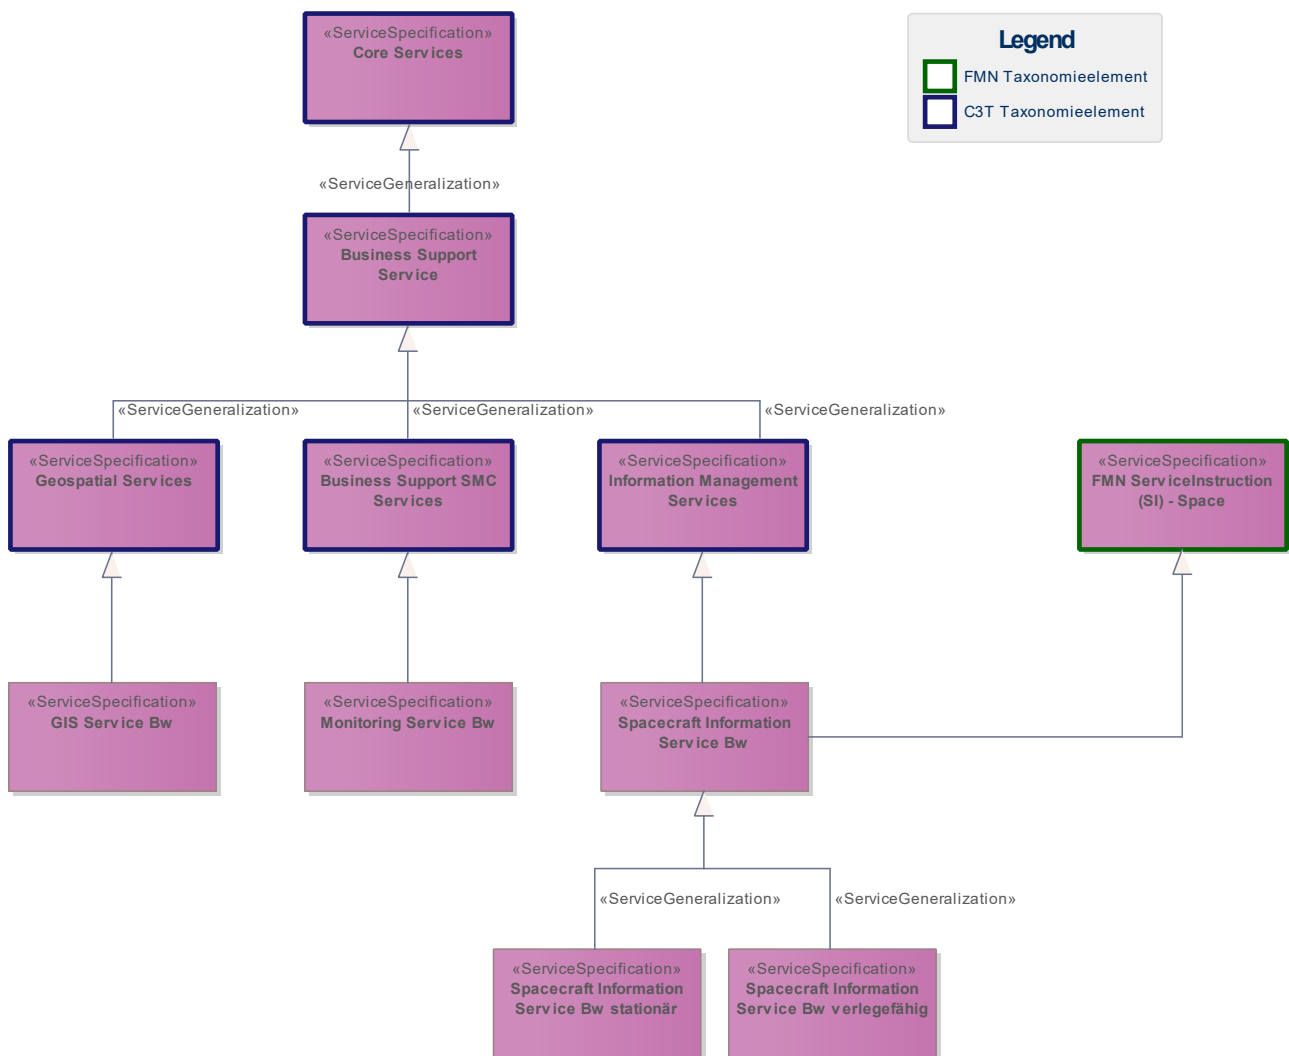 «ServiceSpecification»
Core Services
Legend
FMN Taxonomieelement
C3T Taxonomieelement
«ServiceGeneralization»
«ServiceSpecification»
Business Support
Service
«ServiceGeneralization»
«ServiceGeneralization»
«ServiceGeneralization»
«ServiceSpecification»
Geospatial Services
«ServiceSpecification»
Business Support SMC
Services
«ServiceSpecification»
Information Management
Services
«ServiceSpecification»
FMN ServiceInstruction
(SI) - Space
«ServiceSpecification»
GIS Service Bw
«ServiceSpecification»
Monitoring Service Bw
«ServiceSpecification»
Spacecraft Information
Service Bw
«ServiceGeneralization»
«ServiceGeneralization»
«ServiceSpecification»
Spacecraft Information
Service Bw stationär
«ServiceSpecification»
Spacecraft Information
Service Bw verlegefähig